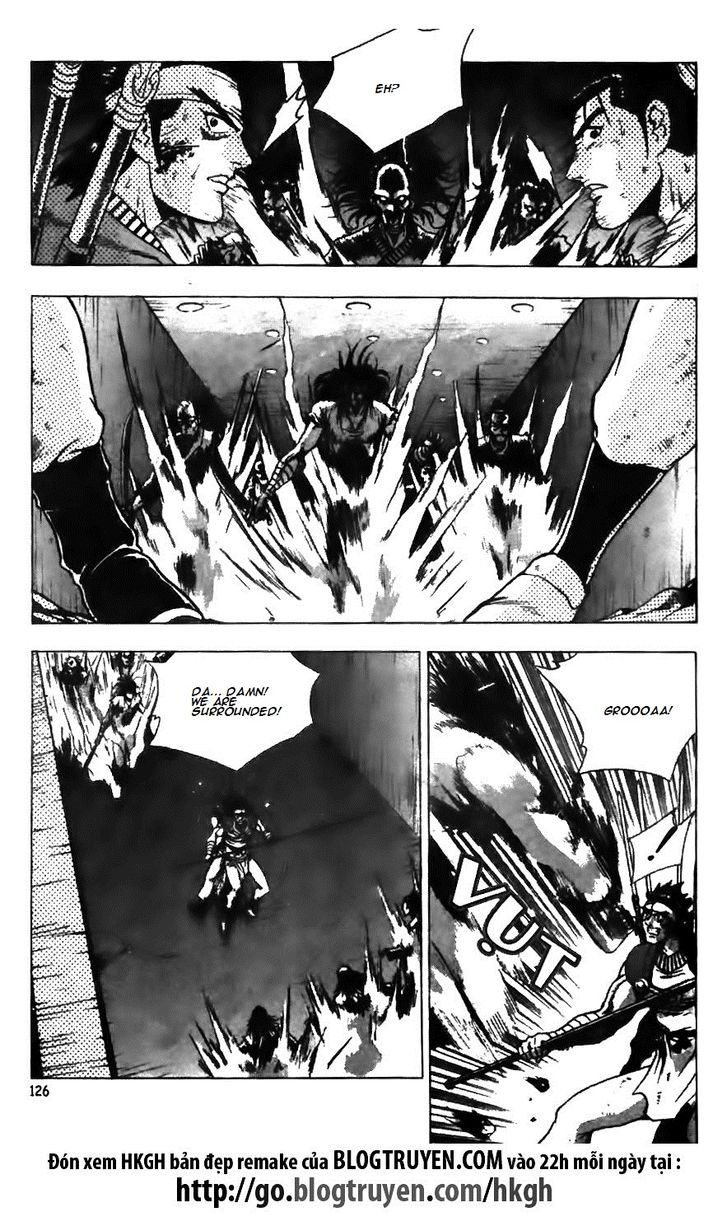 EH?
DA... DAMN!
WE ARE
SURROUNDED!
GROOOAA!
!
VỤT
126
Đón xem HKGH bản đẹp remake của BLOGTRUYEN.COM vào 22h mỗi ngày tại :
http://go.blogtruyen.com/hkgh